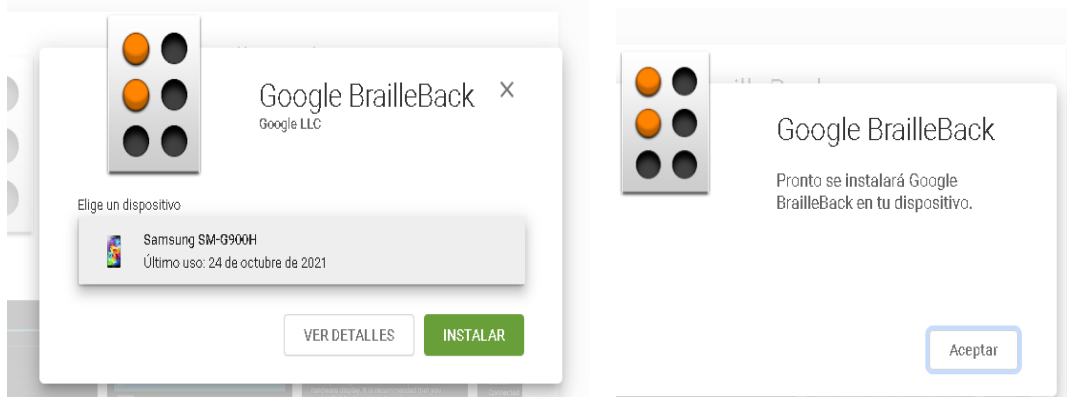 Google BrailleBack
Google LLC
Elige un dispositivo
Samsung SM-G900H
Último uso: 24 de octubre de 2021
VER DETALLES
INSTALAR
Google BrailleBack
Pronto se instalará Google
BrailleBack en tu dispositivo.
Aceptar